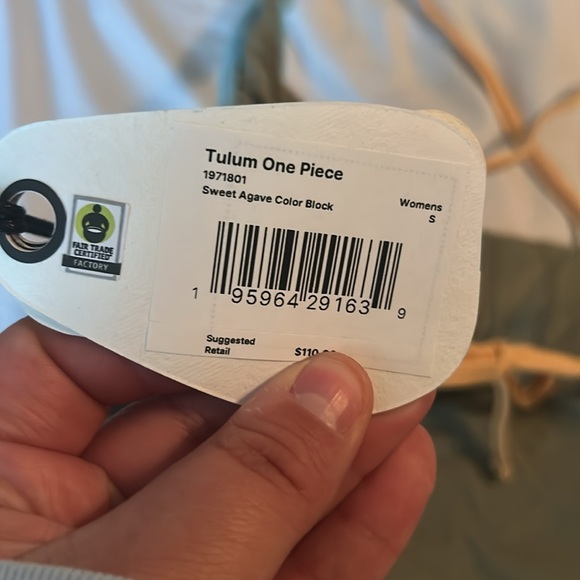 Tulum One Piece
1971801
Sweet Agave Color Block
Womens
S
1 95964 29163 9
Suggested
Retail
FAIR TRADE
CERTIFIED
FACTORY